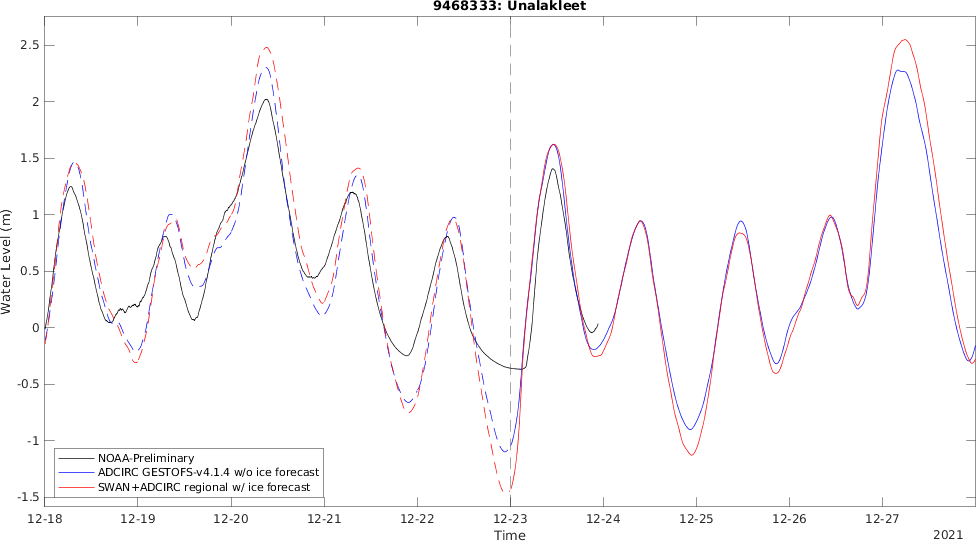 9468333: Unalakleet
2.5
2
1.5
1
0.5
0
-0.5
-1
-1.5
Water Level (m)
NOAA-Preliminary
ADCIRC GESTOFS-v4.1.4 w/o ice forecast
SWAN+ADCIRC regional w/ ice forecast
12-18 12-19 12-20 12-21 12-22 12-23 12-24 12-25 12-26 12-27
Time
2021